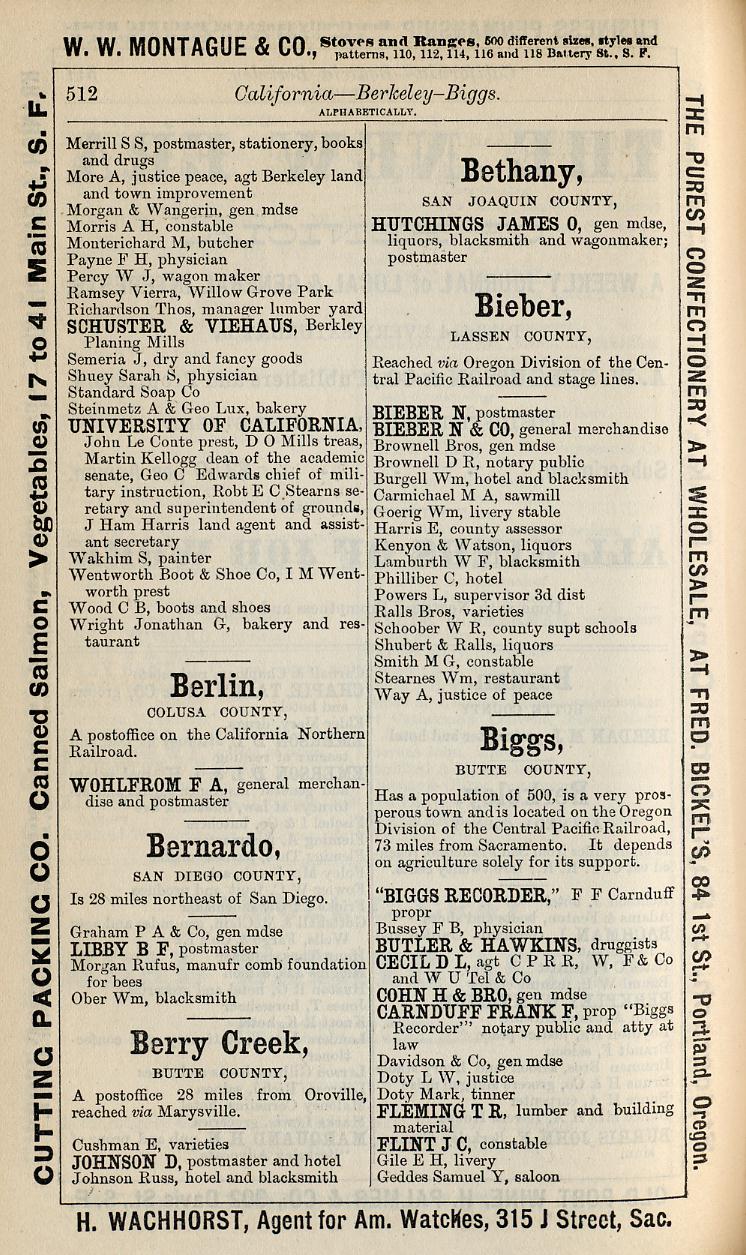 W. W. MONTAGUE & CO., Stoves and Ranges, 500 different sizes, styles and
patterns, 110, 112, 114, 116 and 118 Battery St., S. F.
512 California—Berkeley–Biggs.
ALPHABETICALLY.
Merrill S S, postmaster, stationery, books
and drugs
More A, justice peace, agt Berkeley land
and town improvement
Morgan & Wangerin, gen mdse
Morris A H, constable
Monterichard M, butcher
Payne F H, physician
Percy W J, wagon maker
Ramsey Vierra, Willow Grove Park
Richardson Thos, manager lumber yard
SCHUSTER & VIEHAUS, Berkley
Planing Mills
Semeria J, dry and fancy goods
Shuey Sarah S, physician
Standard Soap Co
Steinmetz A & Geo Lux, bakery
UNIVERSITY OF CALIFORNIA,
John Le Conte prest, D O Mills treas,
Martin Kellogg dean of the academic
senate, Geo C Edwards chief of mili-
tary instruction, Robt E C Stearns se-
retary and superintendent of grounds,
J Ham Harris land agent and assist-
ant secretary
Wakhim S, painter
Wentworth Boot & Shoe Co, I M Went-
worth prest
Wood C B, boots and shoes
Wright Jonathan G, bakery and res-
taurant
Berlin,
COLUSA COUNTY,
A postoffice on the California Northern
Railroad.
WOHLFROM F A, general merchan-
dise and postmaster
Bernardo,
SAN DIEGO COUNTY,
Is 28 miles northeast of San Diego.
Graham P A & Co, gen mdse
LIBBY B F, postmaster
Morgan Rufus, manufr comb foundation
for bees
Ober Wm, blacksmith
Berry Creek,
BUTTE COUNTY,
A postoffice 28 miles from Oroville,
reached via Marysville.
Cushman E, varieties
JOHNSON D, postmaster and hotel
Johnson Russ, hotel and blacksmith
Bethany,
SAN JOAQUIN COUNTY,
HUTCHINGS JAMES O, gen mdse,
liquors, blacksmith and wagonmaker;
postmaster
Bieber,
LASSEN COUNTY,
Reached via Oregon Division of the Cen-
tral Pacific Railroad and stage lines.
BIEBER N, postmaster
BIEBER N & CO, general merchandise
Brownell Bros, gen mdse
Brownell D R, notary public
Burgell Wm, hotel and blacksmith
Carmichael M A, sawmill
Goerig Wm, livery stable
Harris E, county assessor
Kenyon & Watson, liquors
Lamburth W F, blacksmith
Philliber C, hotel
Powers L, supervisor 3d dist
Ralls Bros, varieties
Schoober W R, county supt schools
Shubert & Ralls, liquors
Smith M G, constable
Stearnes Wm, restaurant
Way A, justice of peace
Biggs,
BUTTE COUNTY,
Has a population of 500, is a very pros-
perous town and is located on the Oregon
Division of the Central Pacific Railroad,
73 miles from Sacramento. It depends
on agriculture solely for its support.
"BIGGS RECORDER," F F Carnduff
propr
Bussey F B, physician
BUTLER & HAWKINS, druggists
CECIL D L, agt C P R R, W, F & Co
and W U Tel & Co
COHN H & BRO, gen mdse
CARNDUFF FRANK F, prop "Biggs
Recorder'" notary public and atty at
law
Davidson & Co, gen mdse
Doty L W, justice
Doty Mark, tinner
FLEMING T R, lumber and building
material
FLINT J C, constable
Gile E H, livery
Geddes Samuel Y, saloon
CUTTING PACKING CO. Canned Salmon, Vegetables, 17 to 41 Main St., S. F.
THE PUREST CONFECTIONERY AT WHOLESALE, AT FRED. BICKEL'S, 84 1st St., Portland, Oregon.
H. WACHHORST, Agent for Am. Watches, 315 J Street, Sac.